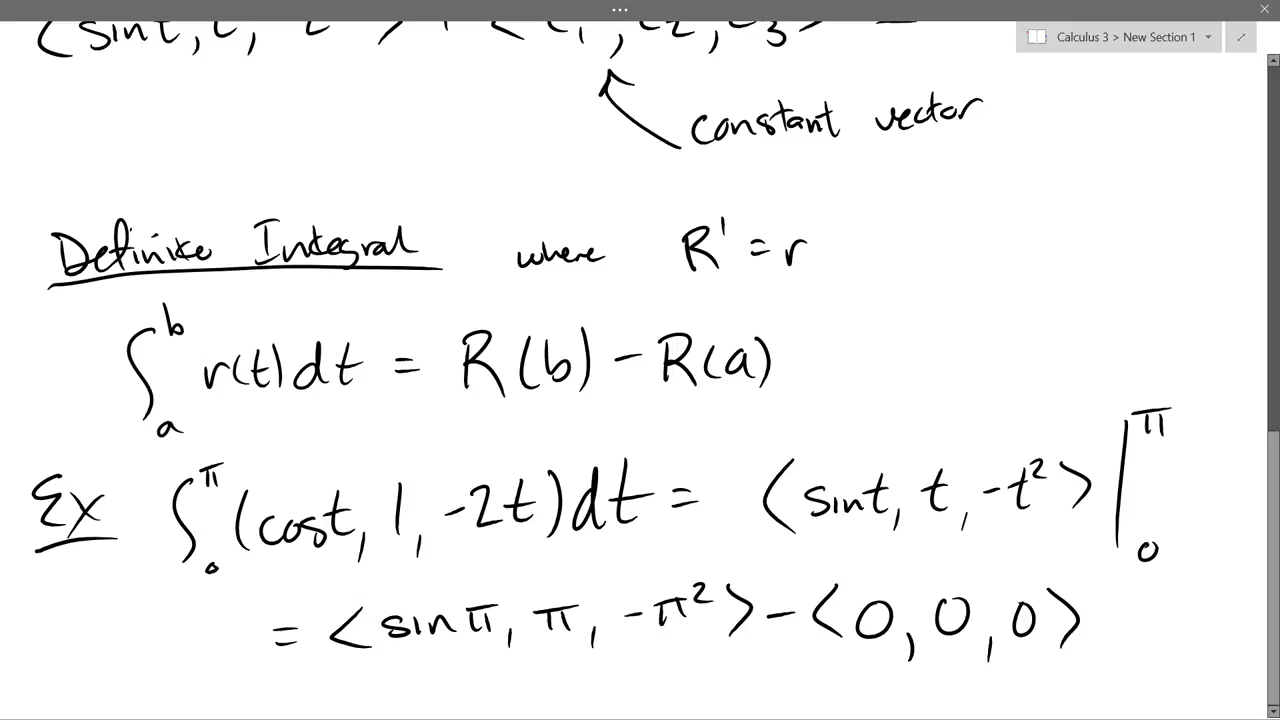 Calculus 3 > New Section 1
⟨sint, t,
constant vector
Definite Integral where R' = r
∫_a^b r(t)dt = R(b) - R(a)
Ex ∫_0^π (cost, 1, -2t)dt = ⟨sint, t, -t²⟩|_0^π
= ⟨sinπ, π, -π²⟩ - ⟨0, 0, 0⟩